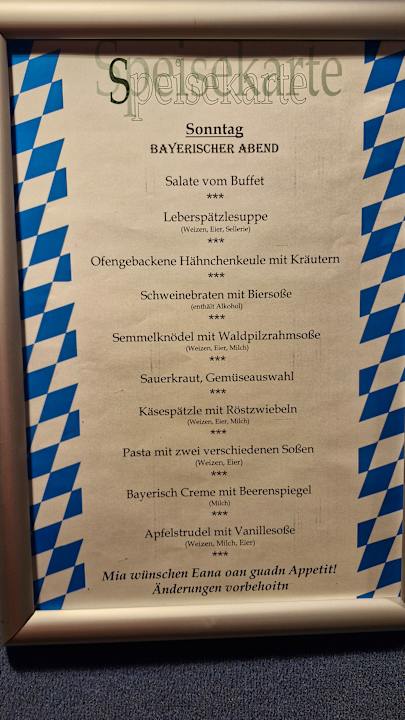 Speisekarte
Sonntag
BAYERISCHER ABEND
Salate vom Buffet
***
Leberspätzlesuppe
(Weizen, Eier, Sellerie)
***
Ofengebackene Hähnchenkeule mit Kräutern
***
Schweinebraten mit Biersoße
(enthält Alkohol)
***
Semmelknödel mit Waldpilzrahmsoße
(Weizen, Eier, Milch)
***
Sauerkraut, Gemüseauswahl
***
Käsespätzle mit Röstzwiebeln
(Weizen, Eier, Milch)
***
Pasta mit zwei verschiedenen Soßen
(Weizen, Eier)
***
Bayerisch Creme mit Beerenspiegel
(Milch)
***
Apfelstrudel mit Vanillesoße
(Weizen, Milch, Eier)
***
Mia wünschen Eana oan guadn Appetit!
Änderungen vorbehoitn